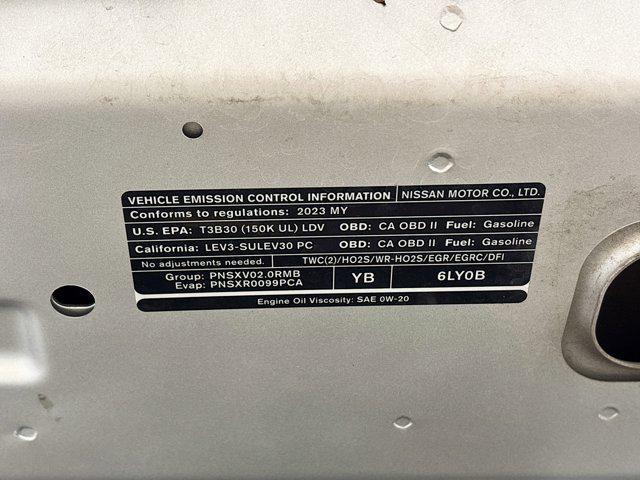 VEHICLE EMISSION CONTROL INFORMATION NISSAN MOTOR CO., LTD.
Conforms to regulations: 2023 MY
U.S. EPA: T3B30 (150K UL) LDV OBD: CA OBD II Fuel: Gasoline
California: LEV3-SULEV30 PC OBD: CA OBD II Fuel: Gasoline
No adjustments needed. TWC(2)/HO2S/WR-HO2S/EGR/EGRC/DFI
Group: PNSXV02.0RMB
Evap: PNSXR0099PCA
YB
6LY0B
Engine Oil Viscosity: SAE 0W-20